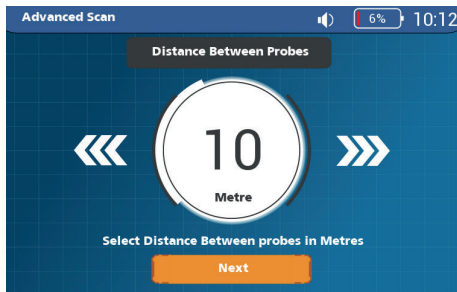 Advanced Scan
6%
10:12
Distance Between Probes
10
Metre
Select Distance Between probes in Metres
Next